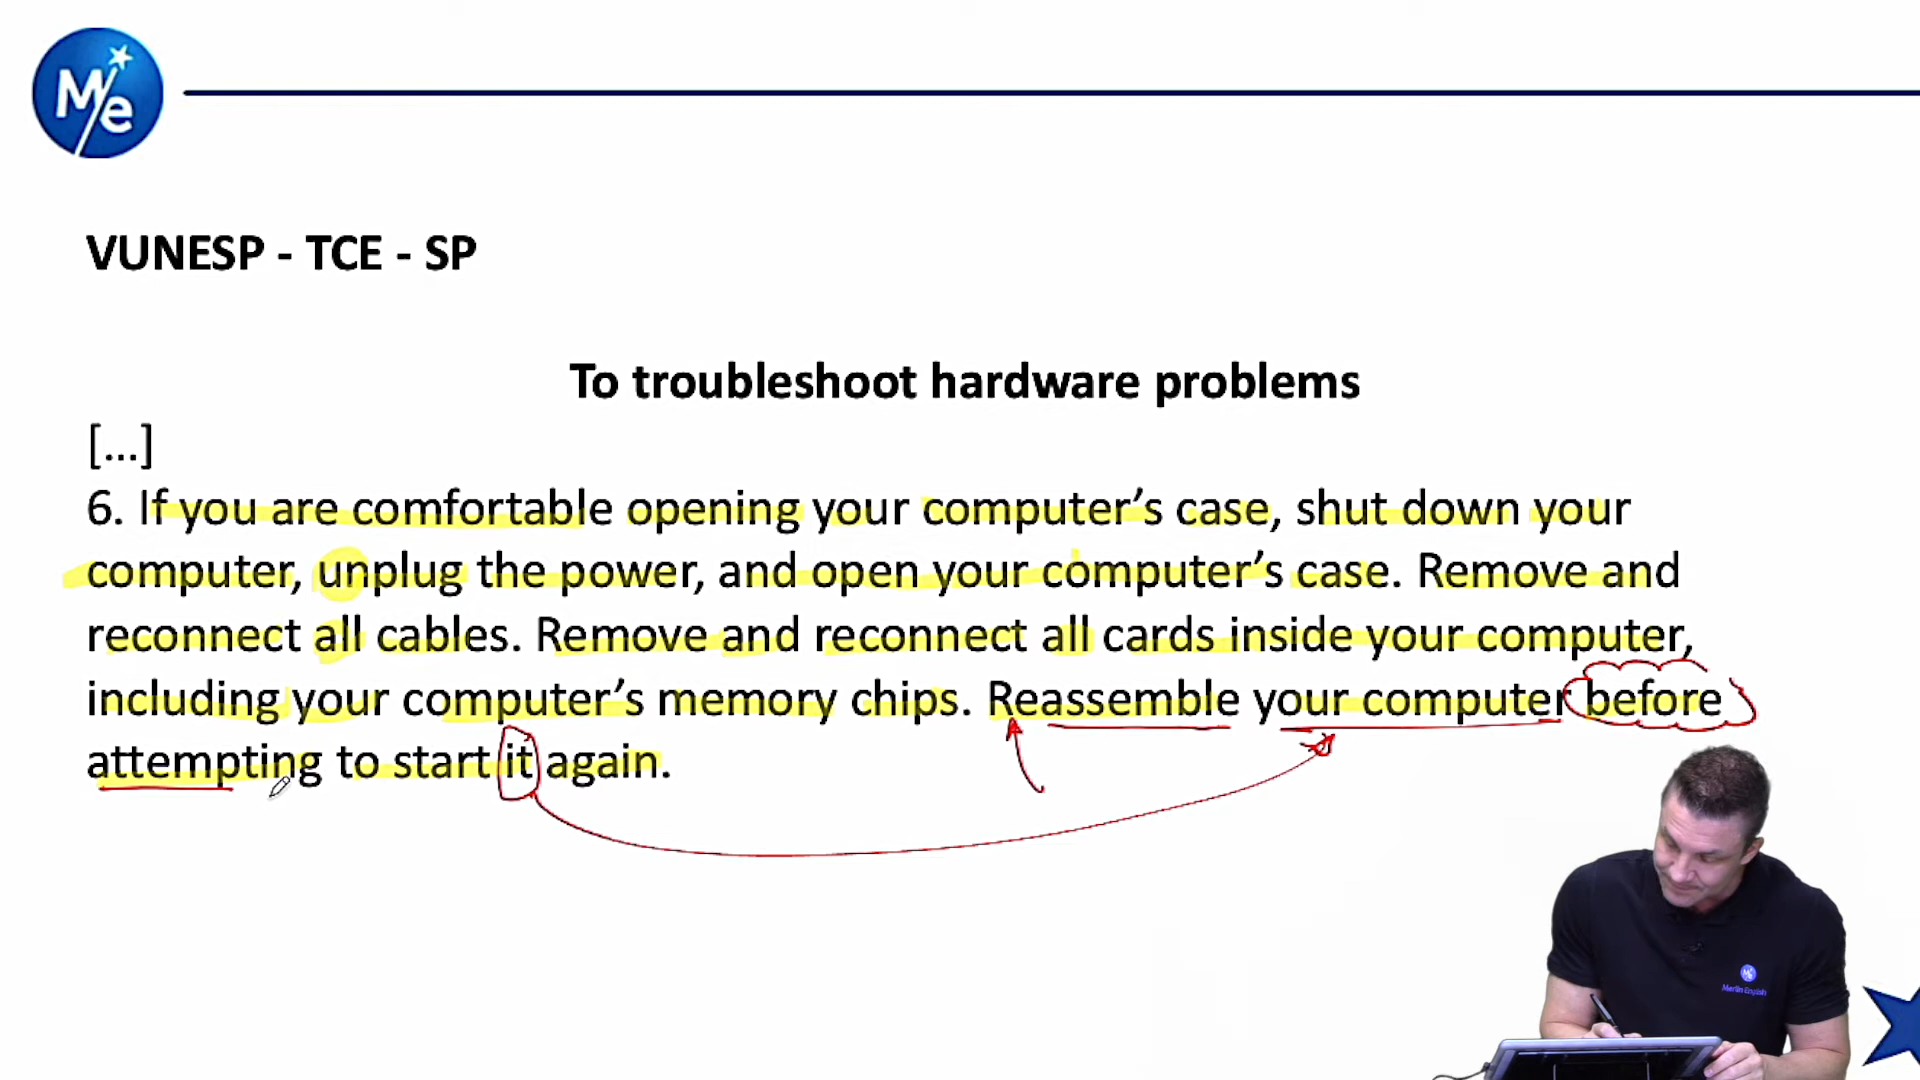 M/e
VUNESP - TCE - SP
To troubleshoot hardware problems
[...]
6. If you are comfortable opening your computer’s case, shut down your
computer, unplug the power, and open your computer’s case. Remove and
reconnect all cables. Remove and reconnect all cards inside your computer,
including your computer’s memory chips. Reassemble your computer before
attempting to start it again.
Merlin English